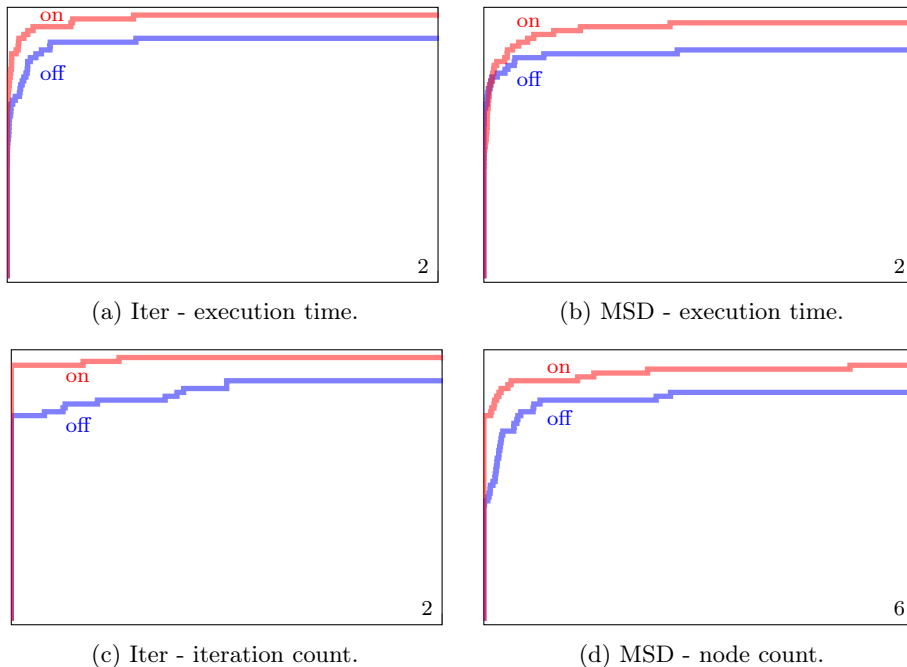 on
off
2
(a) Iter - execution time.
on
off
2
(b) MSD - execution time.
on
off
2
(c) Iter - iteration count.
on
off
6
(d) MSD - node count.